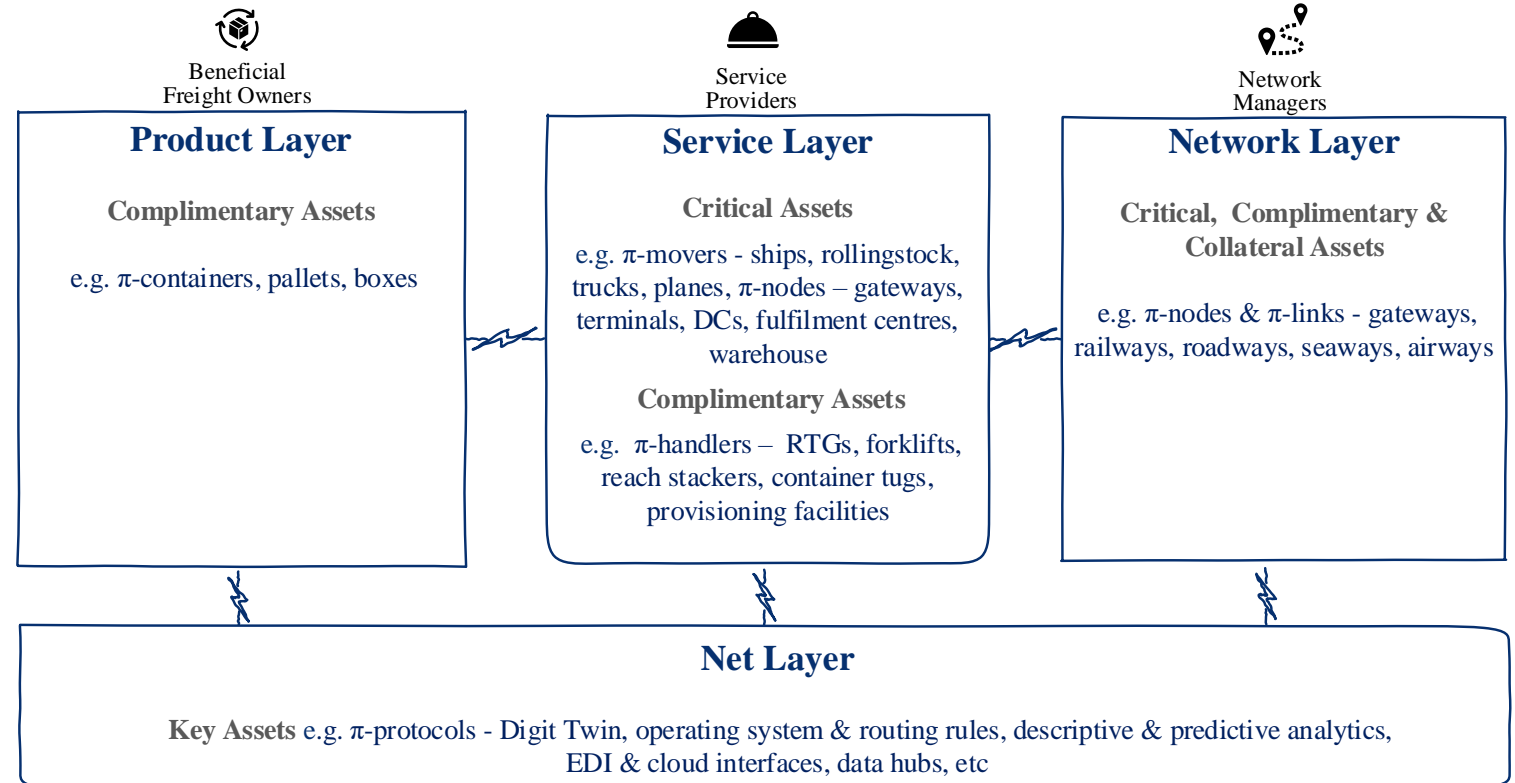 Beneficial
Freight Owners
Product Layer
Complimentary Assets
e.g. π-containers, pallets, boxes
Service
Providers
Service Layer
Critical Assets
e.g. π-movers - ships, rollingstock,
trucks, planes, π-nodes – gateways,
terminals, DCs, fulfilment centres,
warehouse
Complimentary Assets
e.g. π-handlers – RTGs, forklifts,
reach stackers, container tugs,
provisioning facilities
Network
Managers
Network Layer
Critical, Complimentary &
Collateral Assets
e.g. π-nodes & π-links - gateways,
railways, roadways, seaways, airways
Net Layer
Key Assets e.g. π-protocols - Digit Twin, operating system & routing rules, descriptive & predictive analytics,
EDI & cloud interfaces, data hubs, etc